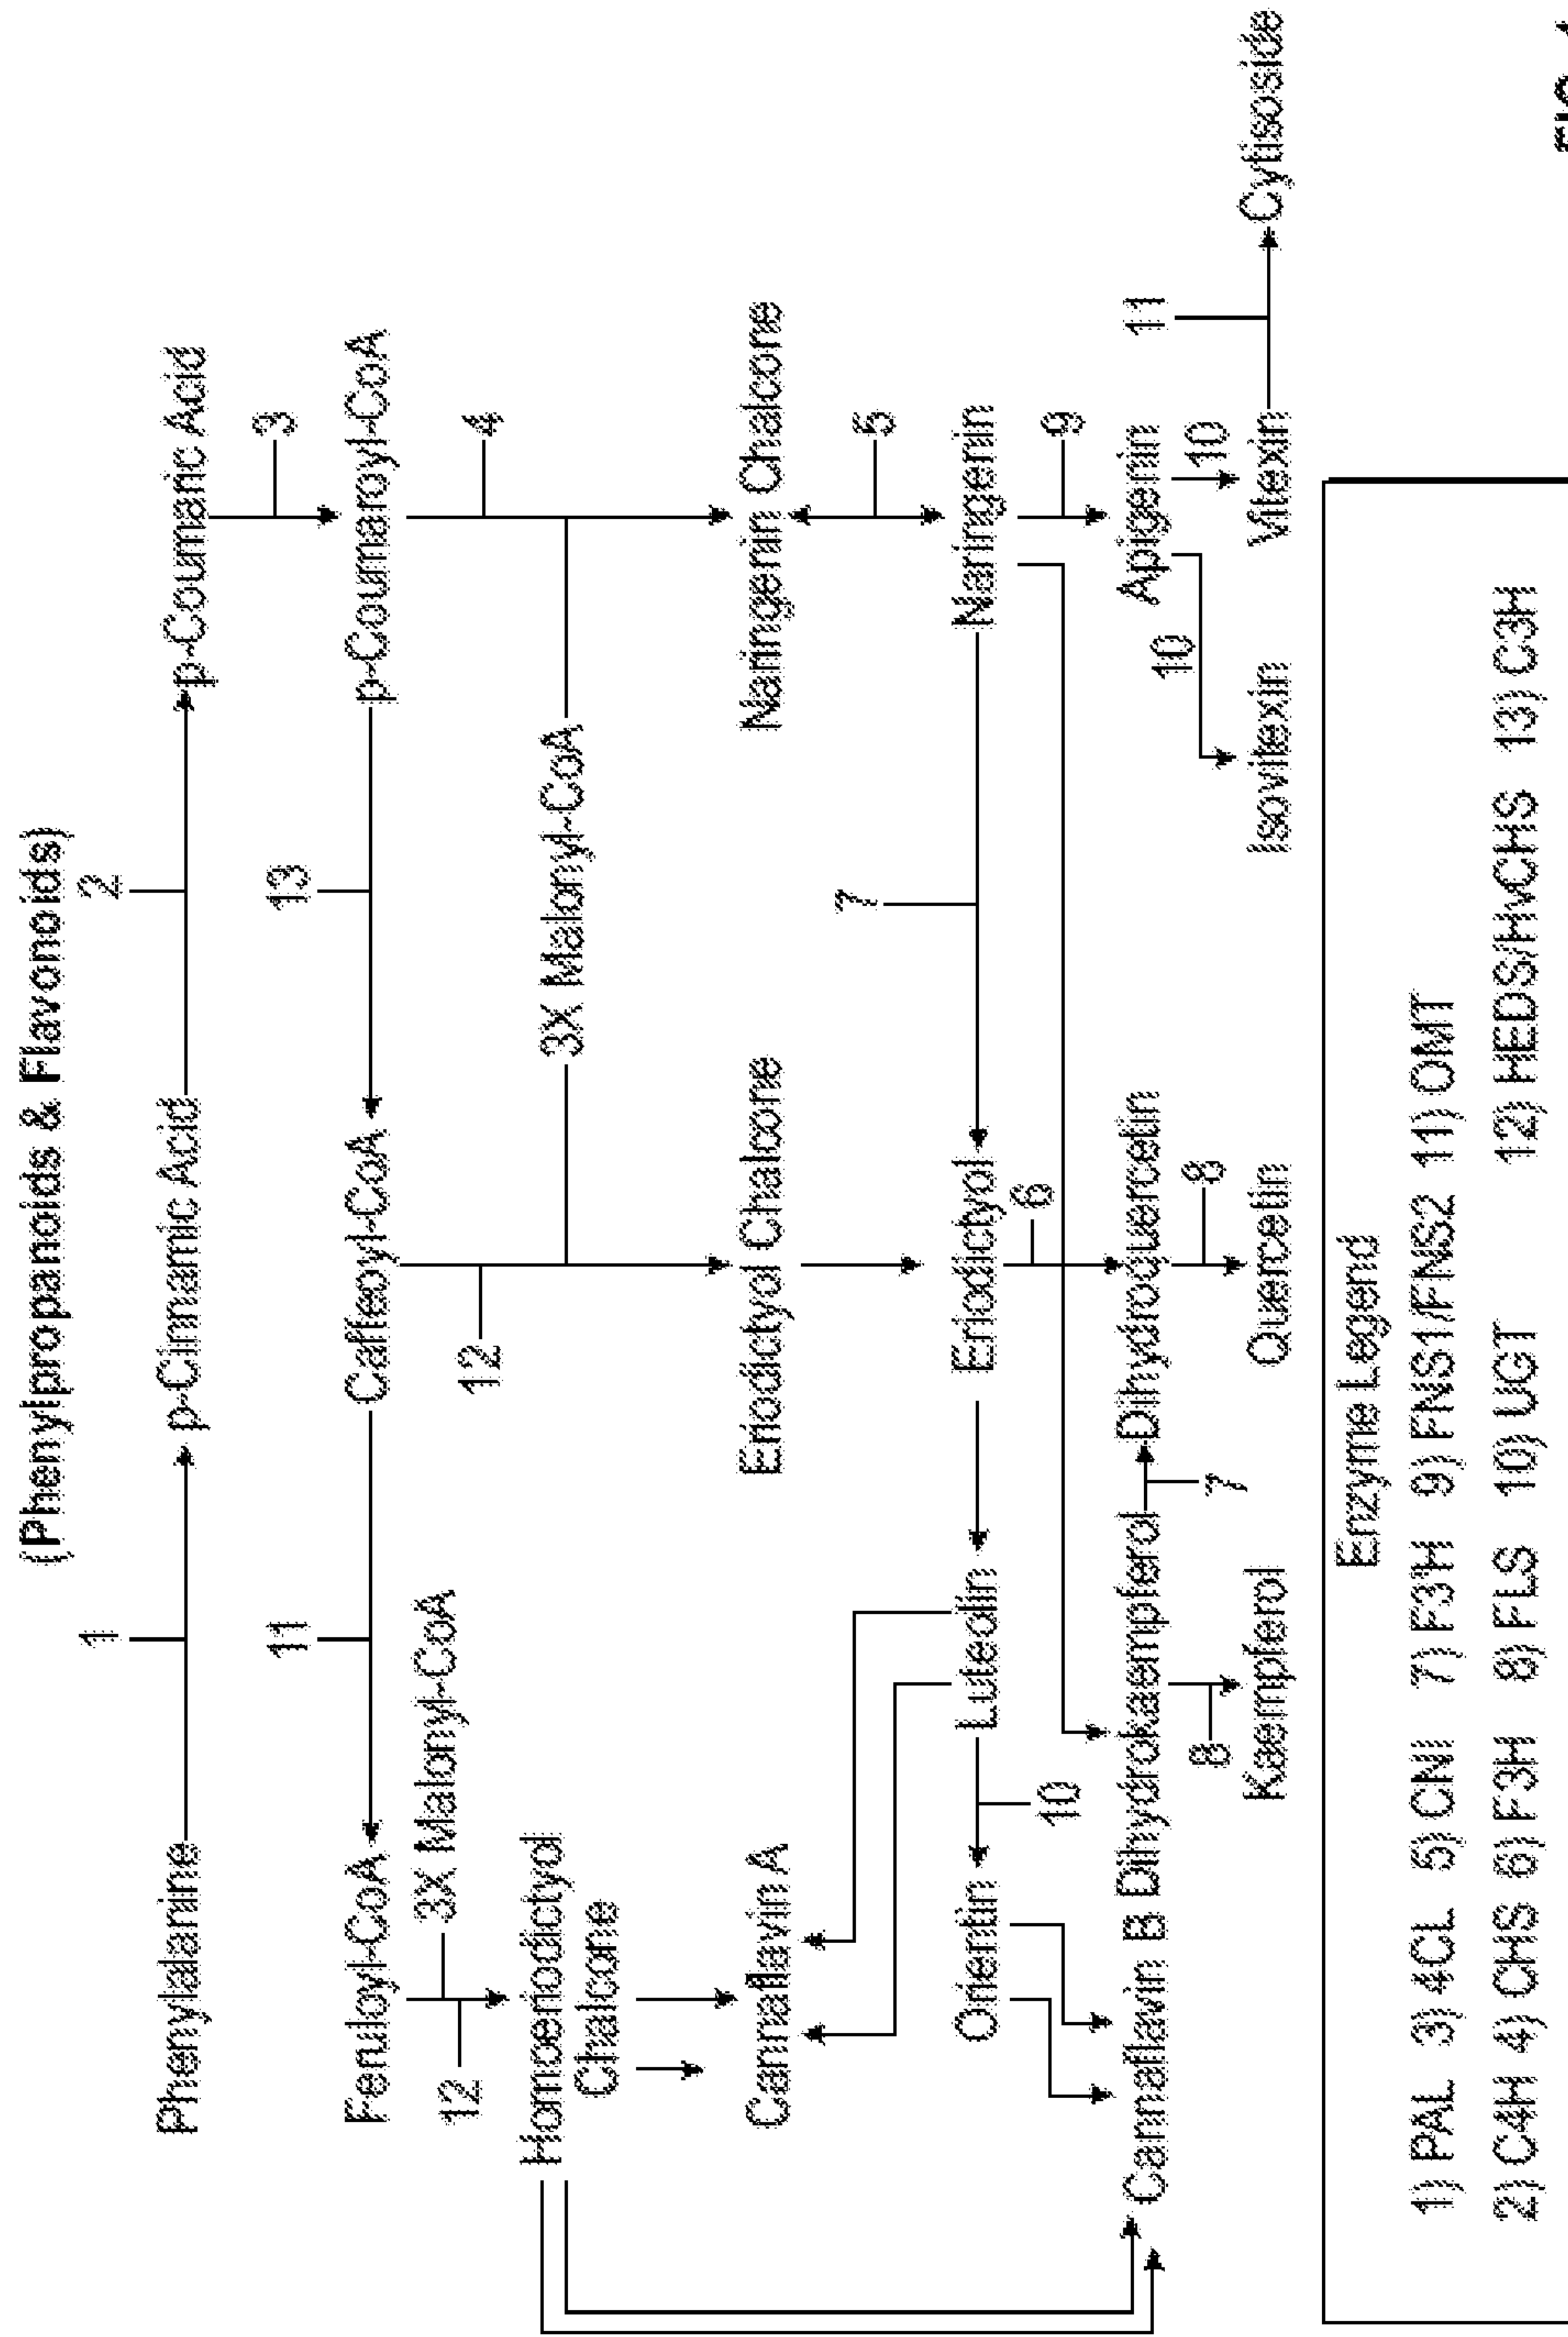 (Phenylpropanoids & Flavonoids)
1
2
Phenylalanine
p-Cinnamic Acid
p-Coumaric Acid
3
11
13
Feruloyl-CoA
Caffeoyl-CoA
p-Coumaroyl-CoA
3X Malonyl-CoA
12
12
4
3X Malonyl-CoA
Homoeriodictyol
Chalcone
Cannaflavin A
Eriodictyol Chalcone
Naringenin Chalcone
7
5
Orientin
Luteolin
Eriodictyol
Naringenin
10
6
9
Cannaflavin B
Dihydrokaempferol
Dihydroquercetin
Apigenin
11
8
7
8
10
10
Kaempferol
Quercetin
Isovitexin
Vitexin
Cytisoside
Enzyme Legend
1) PAL 3) 4CL 5) CNI 7) F3'H 9) FNS1/FNS2 11) OMT
2) C4H 4) CHS 6) F3H 8) FLS 10) UGT 12) HEDS/HvCHS 13) C3H